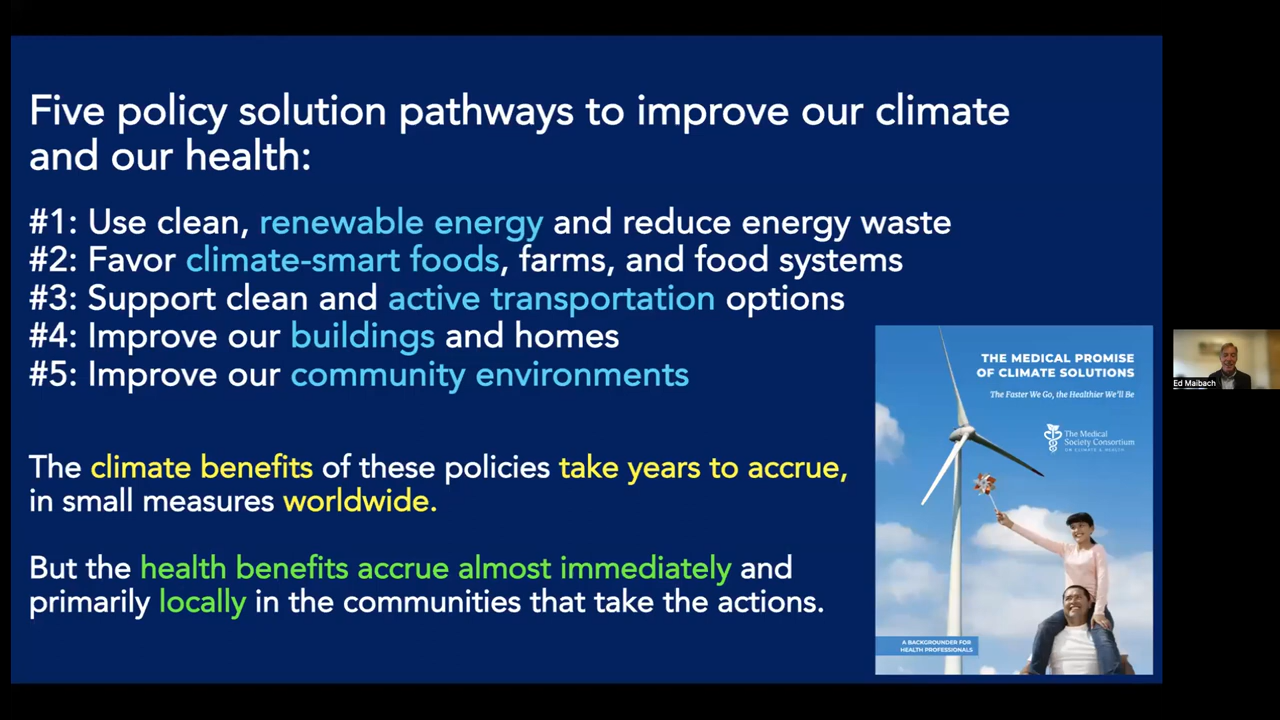 Five policy solution pathways to improve our climate
and our health:
#1: Use clean, renewable energy and reduce energy waste
#2: Favor climate-smart foods, farms, and food systems
#3: Support clean and active transportation options
#4: Improve our buildings and homes
#5: Improve our community environments
The climate benefits of these policies take years to accrue,
in small measures worldwide.
But the health benefits accrue almost immediately and
primarily locally in the communities that take the actions.
THE MEDICAL PROMISE
OF CLIMATE SOLUTIONS
The Faster We Go, the Healthier We'll Be
The Medical
Society Consortium
ON CLIMATE & HEALTH
A BACKGROUNDER FOR
HEALTH PROFESSIONALS
Ed Maibach